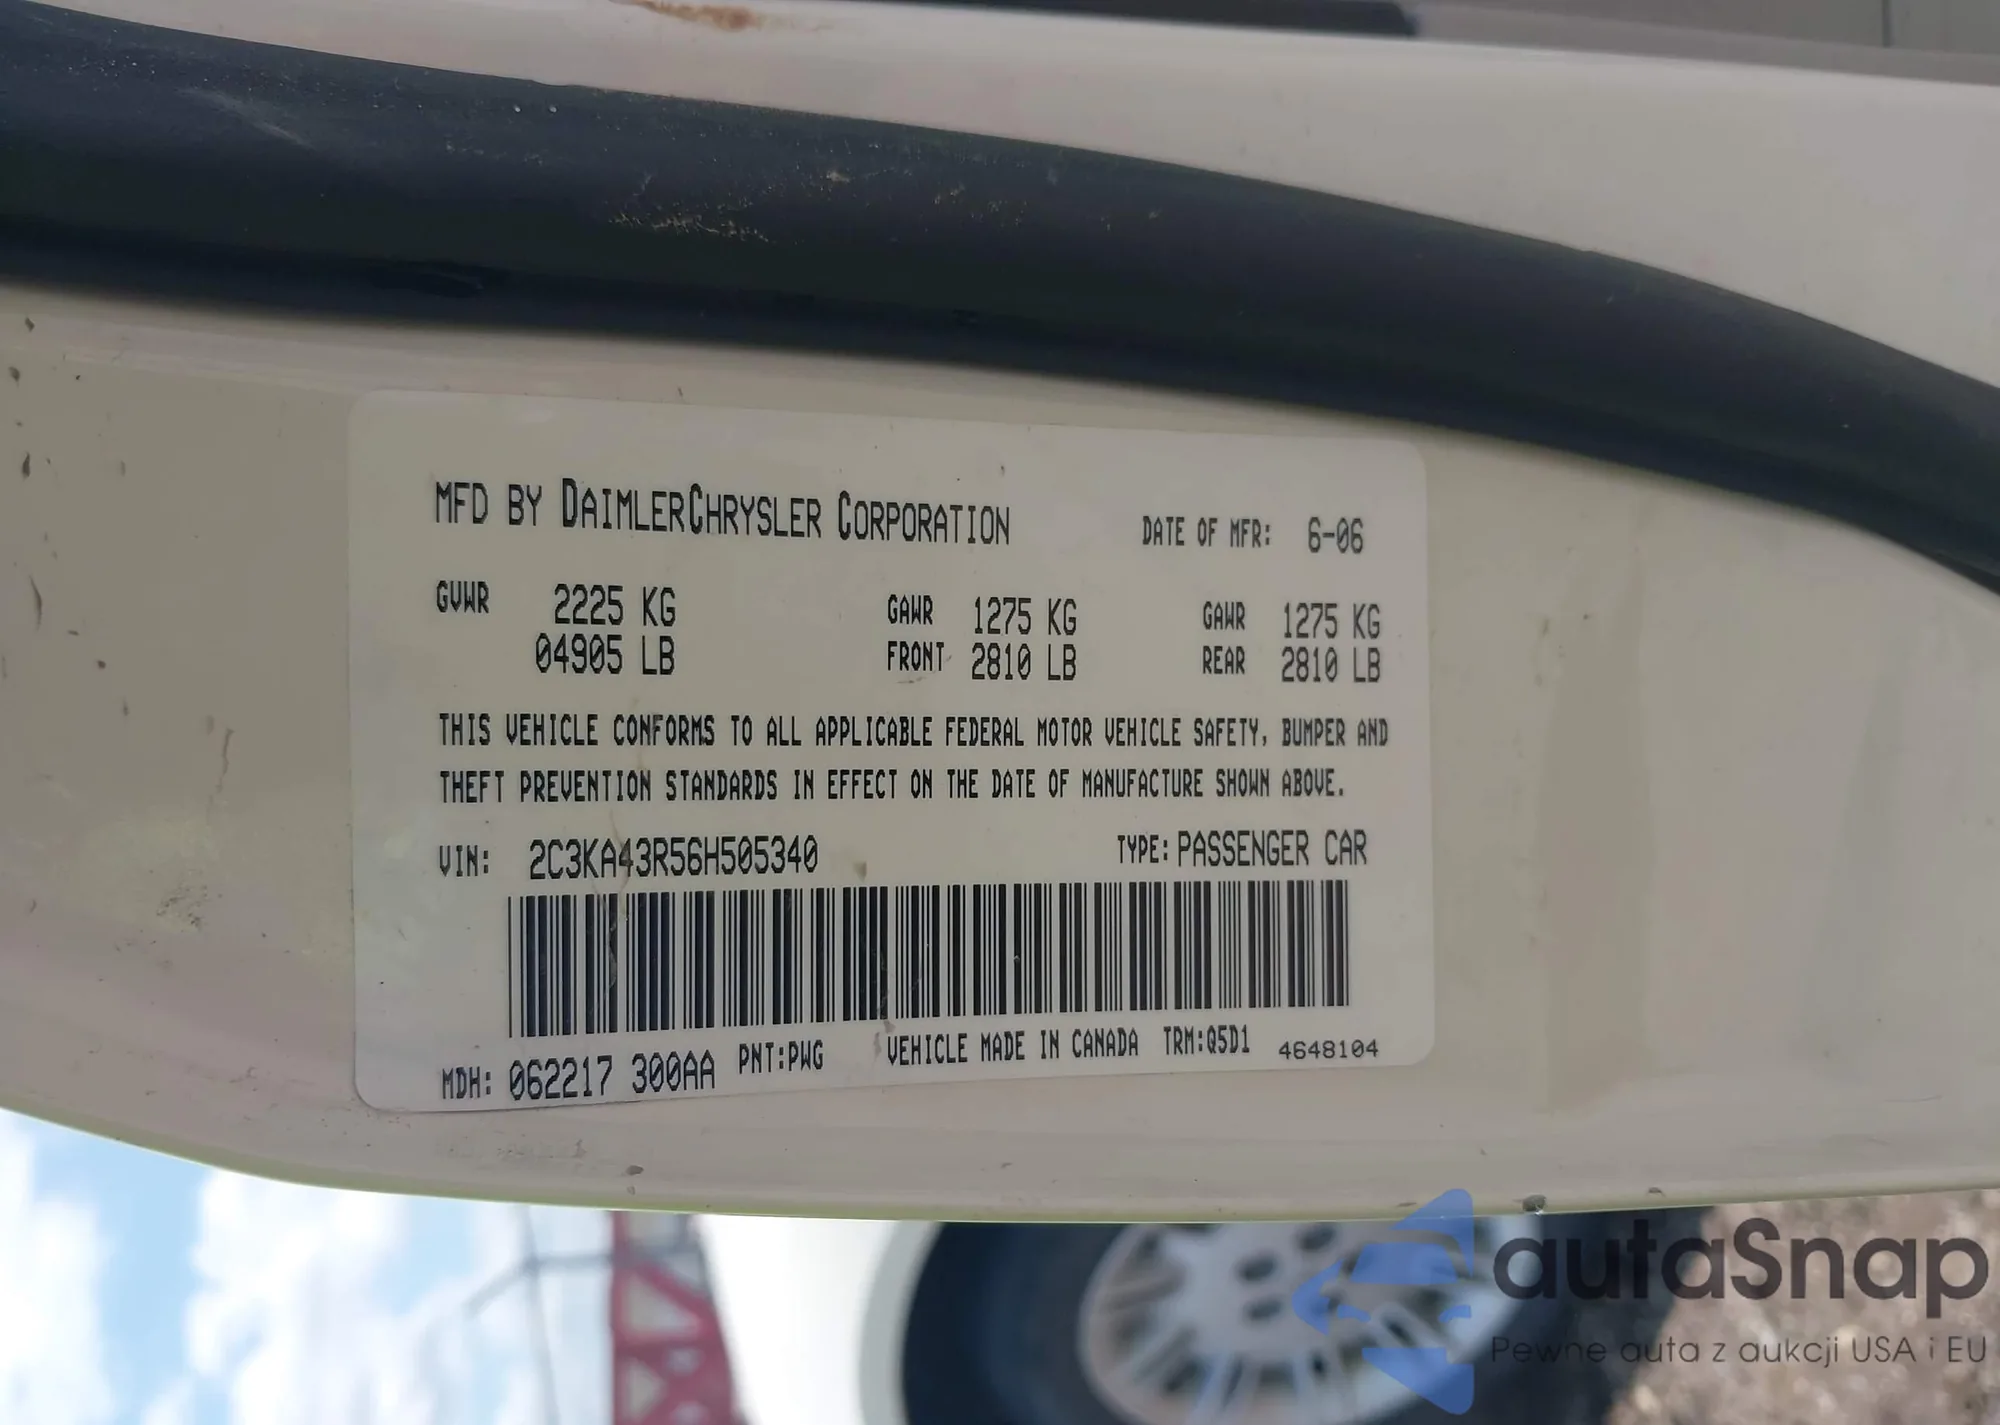 MFD BY DAIMLERCHRYSLER CORPORATION DATE OF MFR: 6-06
GVWR 2225 KG GAWR 1275 KG GAWR 1275 KG
04905 LB FRONT 2810 LB REAR 2810 LB
THIS VEHICLE CONFORMS TO ALL APPLICABLE FEDERAL MOTOR VEHICLE SAFETY, BUMPER AND
THEFT PREVENTION STANDARDS IN EFFECT ON THE DATE OF MANUFACTURE SHOWN ABOVE.
VIN: 2C3KA43R56H505340 TYPE: PASSENGER CAR
MDH: 062217 300AA PNT:PWG VEHICLE MADE IN CANADA TRM:Q5D1 4648104
autaSnap
Pewne auta z aukcji USA i EU